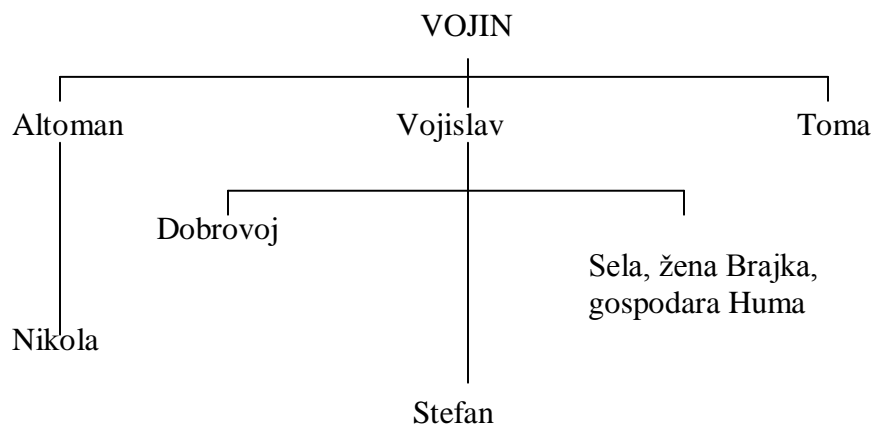 VOJIN
Altoman Vojislav Toma
Dobrovoj
Sela, žena Brajka,
gospodara Huma
Nikola
Stefan